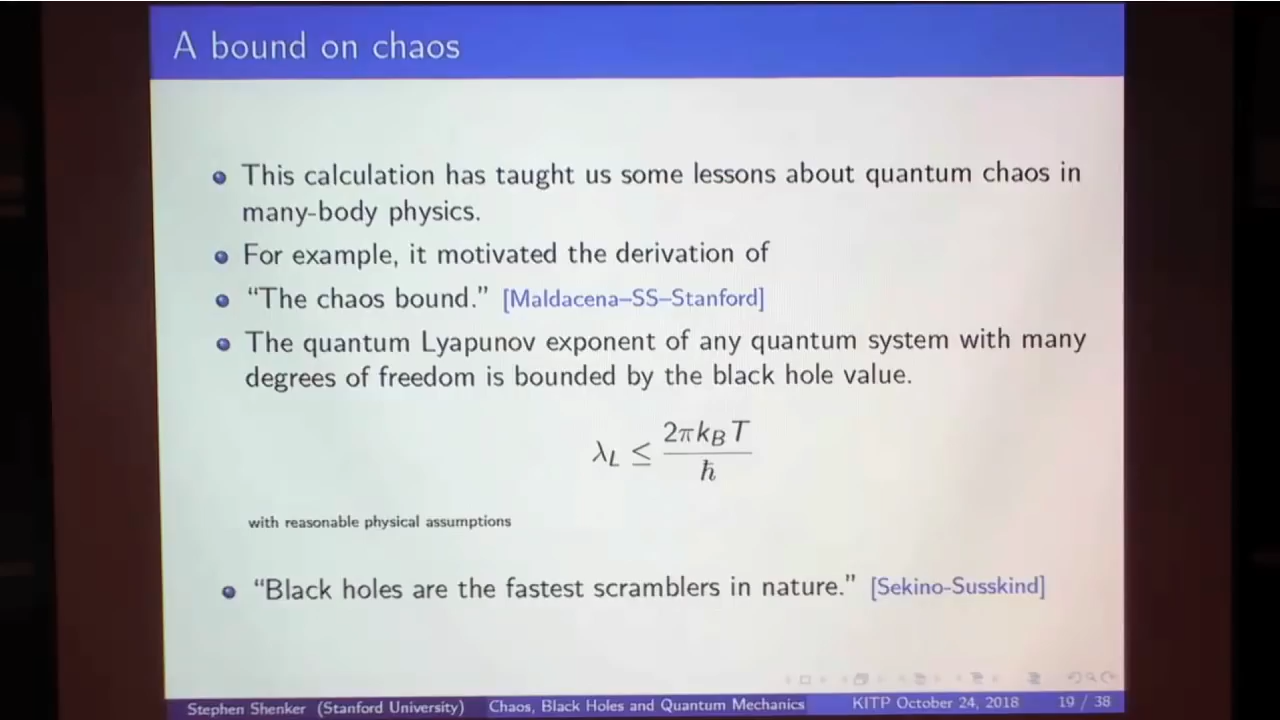 A bound on chaos
This calculation has taught us some lessons about quantum chaos in
many-body physics.
For example, it motivated the derivation of
“The chaos bound.” [Maldacena–SS–Stanford]
The quantum Lyapunov exponent of any quantum system with many
degrees of freedom is bounded by the black hole value.
λ_L ≤ 2πk_B T / ħ
with reasonable physical assumptions
“Black holes are the fastest scramblers in nature.” [Sekino-Susskind]
Stephen Shenker (Stanford University) Chaos, Black Holes and Quantum Mechanics KITP October 24, 2018 19 / 38